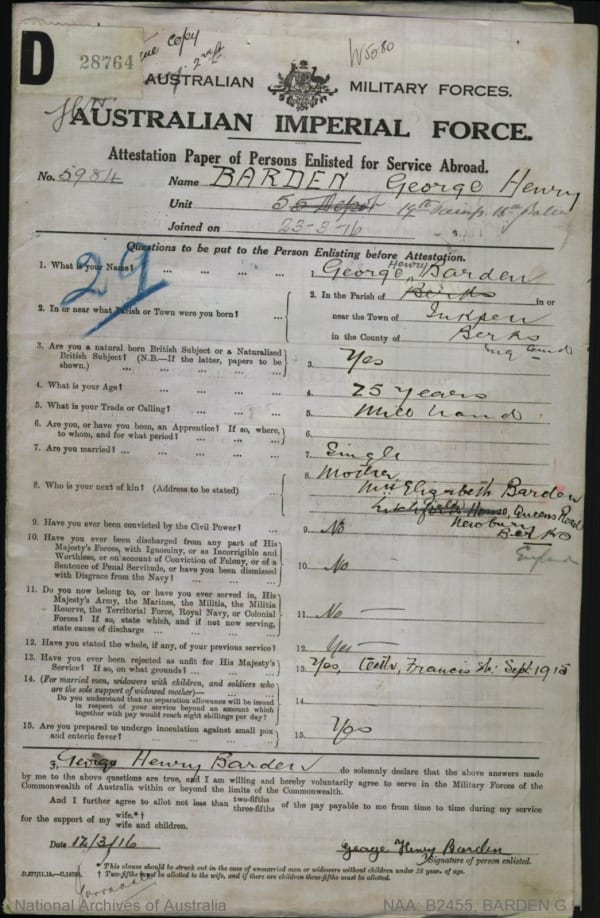 D
28764
true copy
W5080
AUSTRALIAN MILITARY FORCES.
AUSTRALIAN IMPERIAL FORCE.
Attestation Paper of Persons Enlisted for Service Abroad.
No. 5984 Name BARDEN George Henry
Unit 55 Depot 19th Reinfs 16th Batn
Joined on 23-3-16
Questions to be put to the Person Enlisting before Attestation.
29
1. What is your Name? ... ... ... ... 1. George Henry Barden
2. In or near what Parish or Town were you born? ... 2. In the Parish of Berks in or
near the Town of Inkpen
in the County of Berks
England
3. Are you a natural born British Subject or a Naturalized
British Subject? (N.B.—If the latter, papers to be
shown.) ... ... ... ... 3. Yes
4. What is your Age? ... ... ... ... 4. 25 Years
5. What is your Trade or Calling? ... ... ... 5. Mill hand
6. Are you, or have you been, an Apprentice? If so, where,
to whom, and for what period? ... ... ... 6.
7. Are you married? ... ... ... ... 7. Single
8. Who is your next of kin? (Address to be stated) ... 8. Mother
Mrs Elizabeth Barden
House, Queens Road
Newbury
Berks
England
9. Have you ever been convicted by the Civil Power? ... 9. No
10. Have you ever been discharged from any part of His
Majesty's Forces, with Ignominy, or as Incorrigible and
Worthless, or on account of Conviction of Felony, or of a
Sentence of Penal Servitude, or have you been dismissed
with Disgrace from the Navy? ... ... ... 10. No
11. Do you now belong to, or have you ever served in, His
Majesty's Army, the Marines, the Militia, the Militia
Reserve, the Territorial Force, Royal Navy, or Colonial
Forces? If so, state which, and if not now serving,
state cause of discharge ... ... ... 11. No —
12. Have you stated the whole, if any, of your previous service? 12. Yes —
13. Have you ever been rejected as unfit for His Majesty's
Service? If so, on what grounds? ... ... 13. Yes, Teeth, Francis St: Sept. 1915
14. (For married men, widowers with children, and soldiers who
are the sole support of widowed mother)—
Do you understand that no separation allowance will be issued
in respect of your service beyond an amount which
together with pay would reach eight shillings per day?
15. Are you prepared to undergo inoculation against small pox
and enteric fever? ... ... ... ... 15. Yes
I, George Henry Barden do solemnly declare that the above answers made
by me to the above questions are true, and I am willing and hereby voluntarily agree to serve in the Military Forces of the
Commonwealth of Australia within or beyond the limits of the Commonwealth.
And I further agree to allot not less than two-fifths three-fifths of the pay payable to me from time to time during my service
for the support of my wife.*† wife and children.
Date 12/3/16 George Henry Barden
Signature of person enlisted.
* This clause should be struck out in the case of unmarried men or widowers without children under 18 years of age.
† Two-fifths must be allotted to the wife, and if there are children three-fifths must be allotted.
National Archives of Australia NAA B2455 BARDEN G